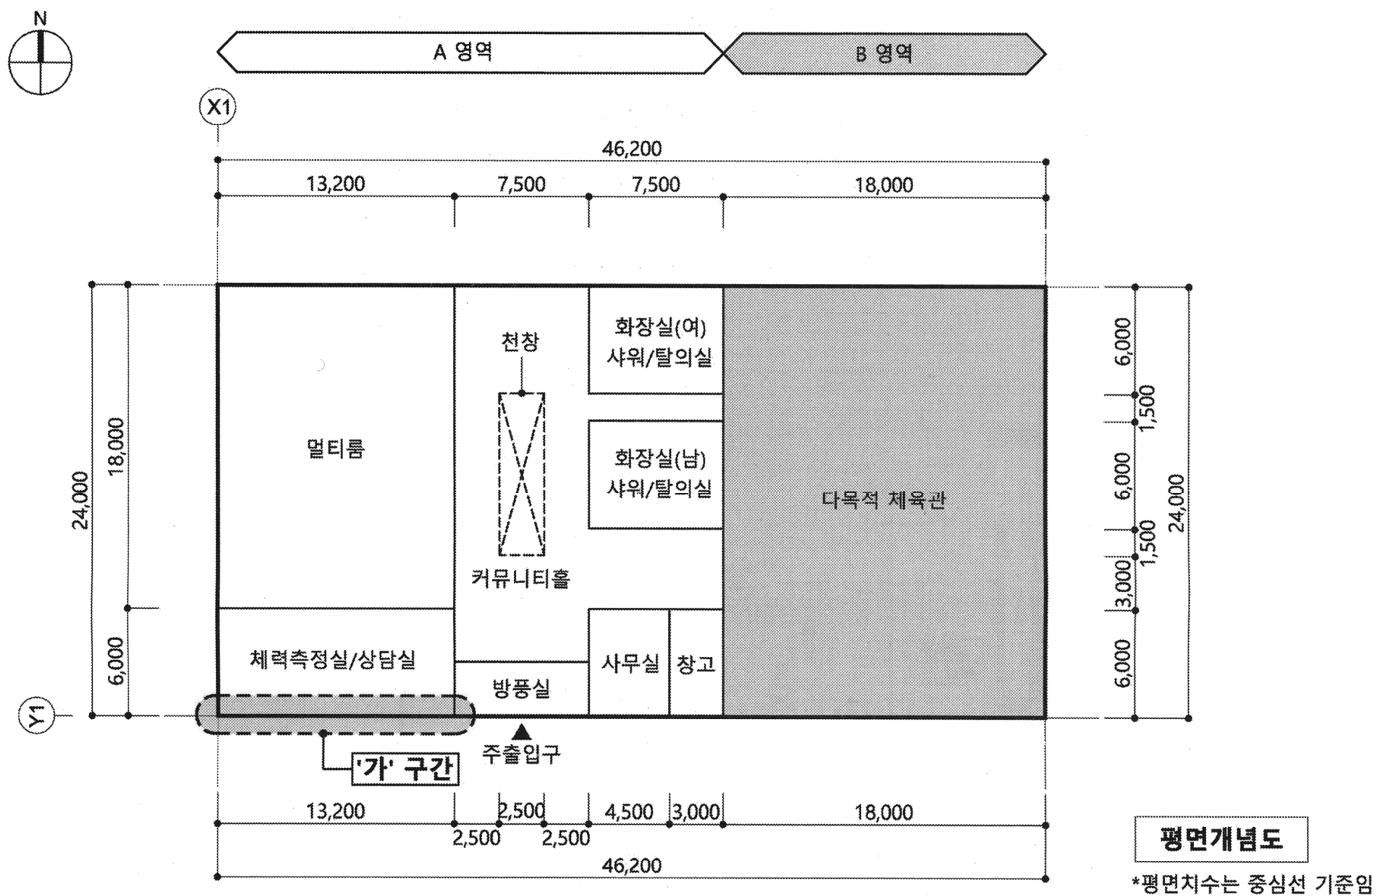 N
A 영역
B 영역
X1
46,200
13,200
7,500
7,500
18,000
화장실(여)
샤워/탈의실
천창
6,000
1,500
18,000
24,000
멀티룸
화장실(남)
샤워/탈의실
6,000
24,000
다목적 체육관
1,500
커뮤니티홀
3,000
6,000
체력측정실/상담실
사무실
창고
방풍실
6,000
Y1
주출입구
'가' 구간
13,200
2,500
2,500
2,500
4,500
3,000
18,000
46,200
평면개념도
*평면치수는 중심선 기준임